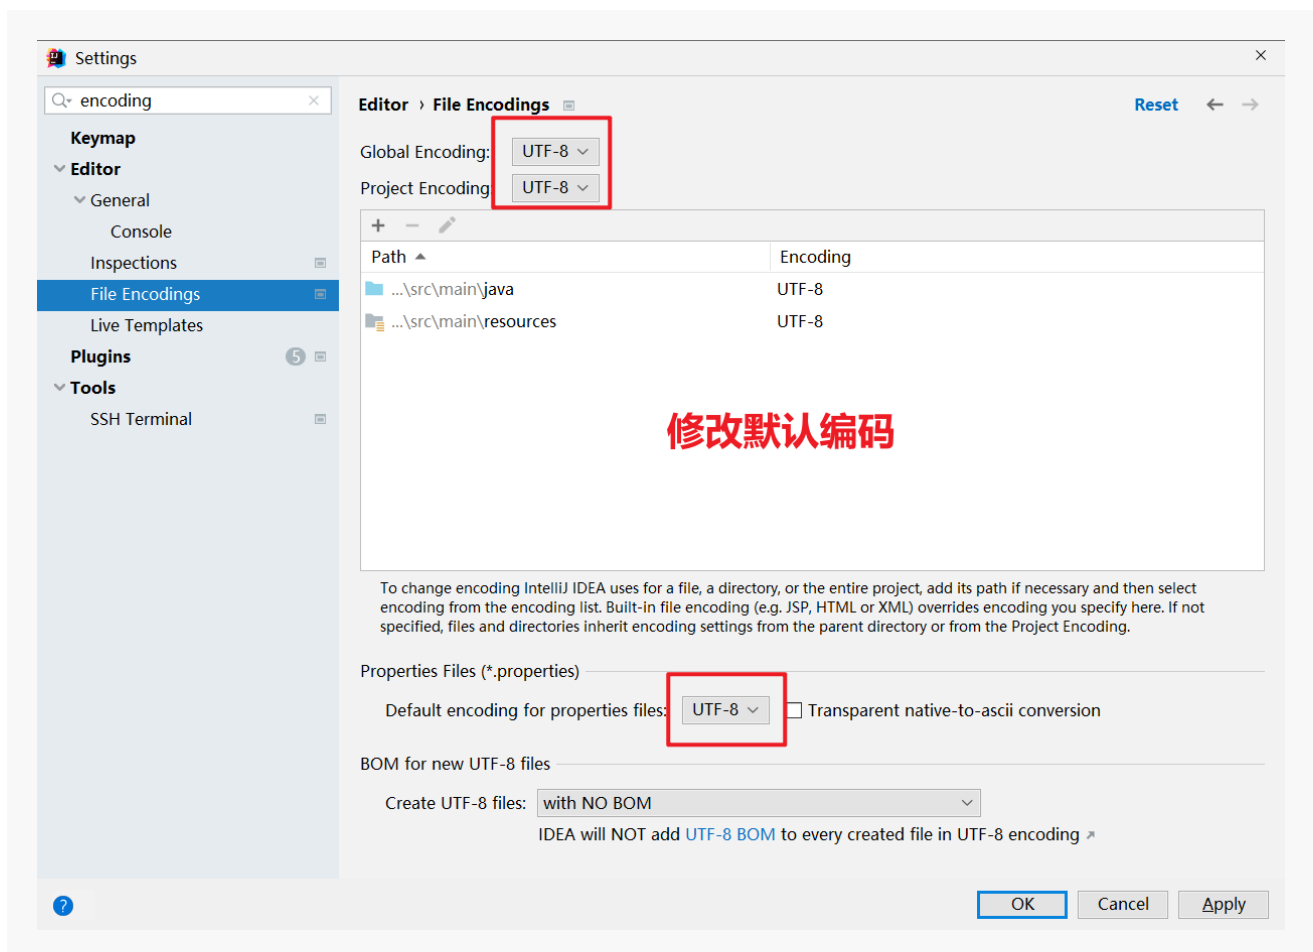 Settings
encoding
Keymap
Editor
General
Console
Inspections
File Encodings
Live Templates
Plugins 5
Tools
SSH Terminal
Editor › File Encodings
Reset
Global Encoding: UTF-8
Project Encoding: UTF-8
Path Encoding
...\src\main\java UTF-8
...\src\main\resources UTF-8
修改默认编码
To change encoding IntelliJ IDEA uses for a file, a directory, or the entire project, add its path if necessary and then select
encoding from the encoding list. Built-in file encoding (e.g. JSP, HTML or XML) overrides encoding you specify here. If not
specified, files and directories inherit encoding settings from the parent directory or from the Project Encoding.
Properties Files (*.properties)
Default encoding for properties files: UTF-8 Transparent native-to-ascii conversion
BOM for new UTF-8 files
Create UTF-8 files: with NO BOM
IDEA will NOT add UTF-8 BOM to every created file in UTF-8 encoding
? OK Cancel Apply